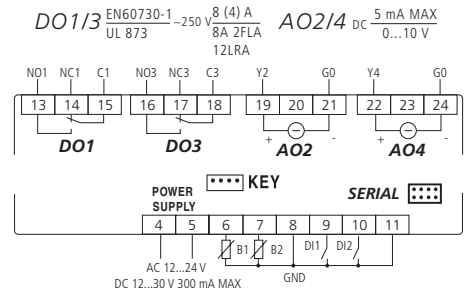 DO1/3 EN60730-1 / UL 873 ~250 V 8 (4) A / 8A 2FLA 12LRA AO2/4 DC 5 mA MAX / 0...10 V
NO1 NC1 C1 NO3 NC3 C3 Y2 G0 Y4 G0
13 14 15 16 17 18 19 20 21 22 23 24
+ - + -
DO1 DO3 AO2 AO4
KEY
POWER SUPPLY
SERIAL
4 5 6 7 8 9 10 11
B1 B2 DI1 DI2
AC 12...24 V
GND
DC 12...30 V 300 mA MAX